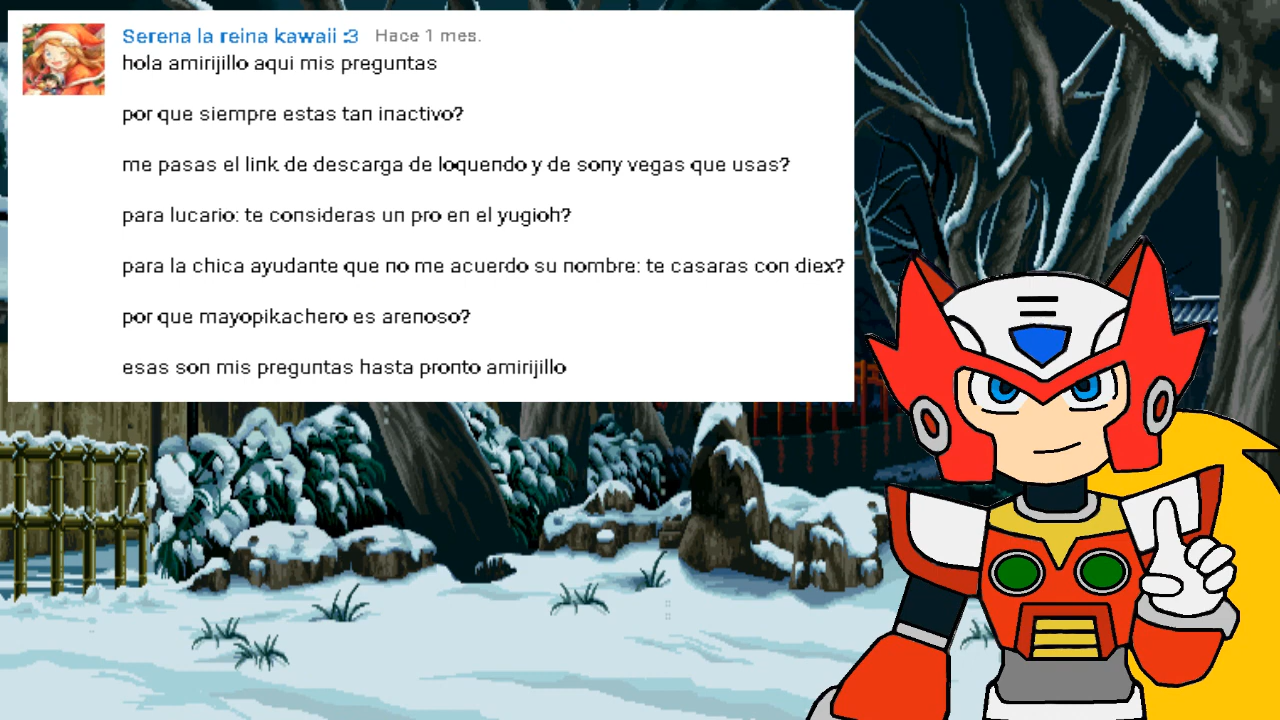 Serena la reina kawaii :3 Hace 1 mes.
hola amirijillo aqui mis preguntas
por que siempre estas tan inactivo?
me pasas el link de descarga de loquendo y de sony vegas que usas?
para lucario: te consideras un pro en el yugioh?
para la chica ayudante que no me acuerdo su nombre: te casaras con diex?
por que mayopikachero es arenoso?
esas son mis preguntas hasta pronto amirijillo